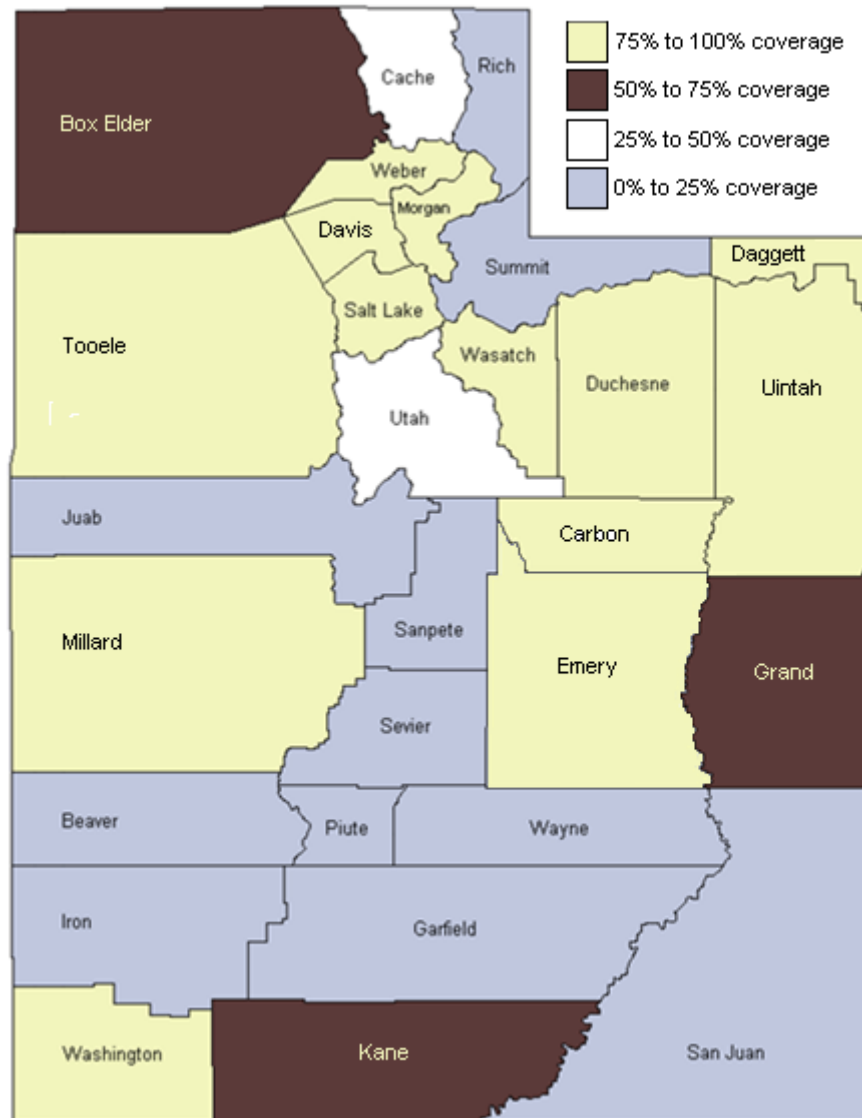 75% to 100% coverage
50% to 75% coverage
25% to 50% coverage
0% to 25% coverage
Cache
Rich
Box Elder
Weber
Morgan
Davis
Summit
Daggett
Salt Lake
Tooele
Wasatch
Duchesne
Uintah
Utah
Juab
Carbon
Sanpete
Millard
Emery
Grand
Sevier
Beaver
Piute
Wayne
Iron
Garfield
Washington
Kane
San Juan